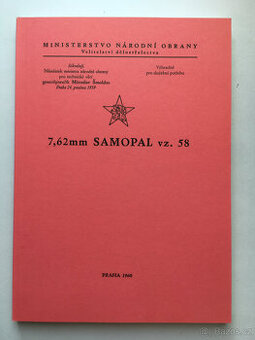 MINISTERSTVO NÁRODNÍ OBRANY
Velitelství dělostřelectva
Schvaluji
Náměstek ministra národní obrany
pro technické věci
Praha 24. prosince 1959
Výhradně
pro služební potřebu
7,62mm SAMOPAL vz. 58
PRAHA 1960